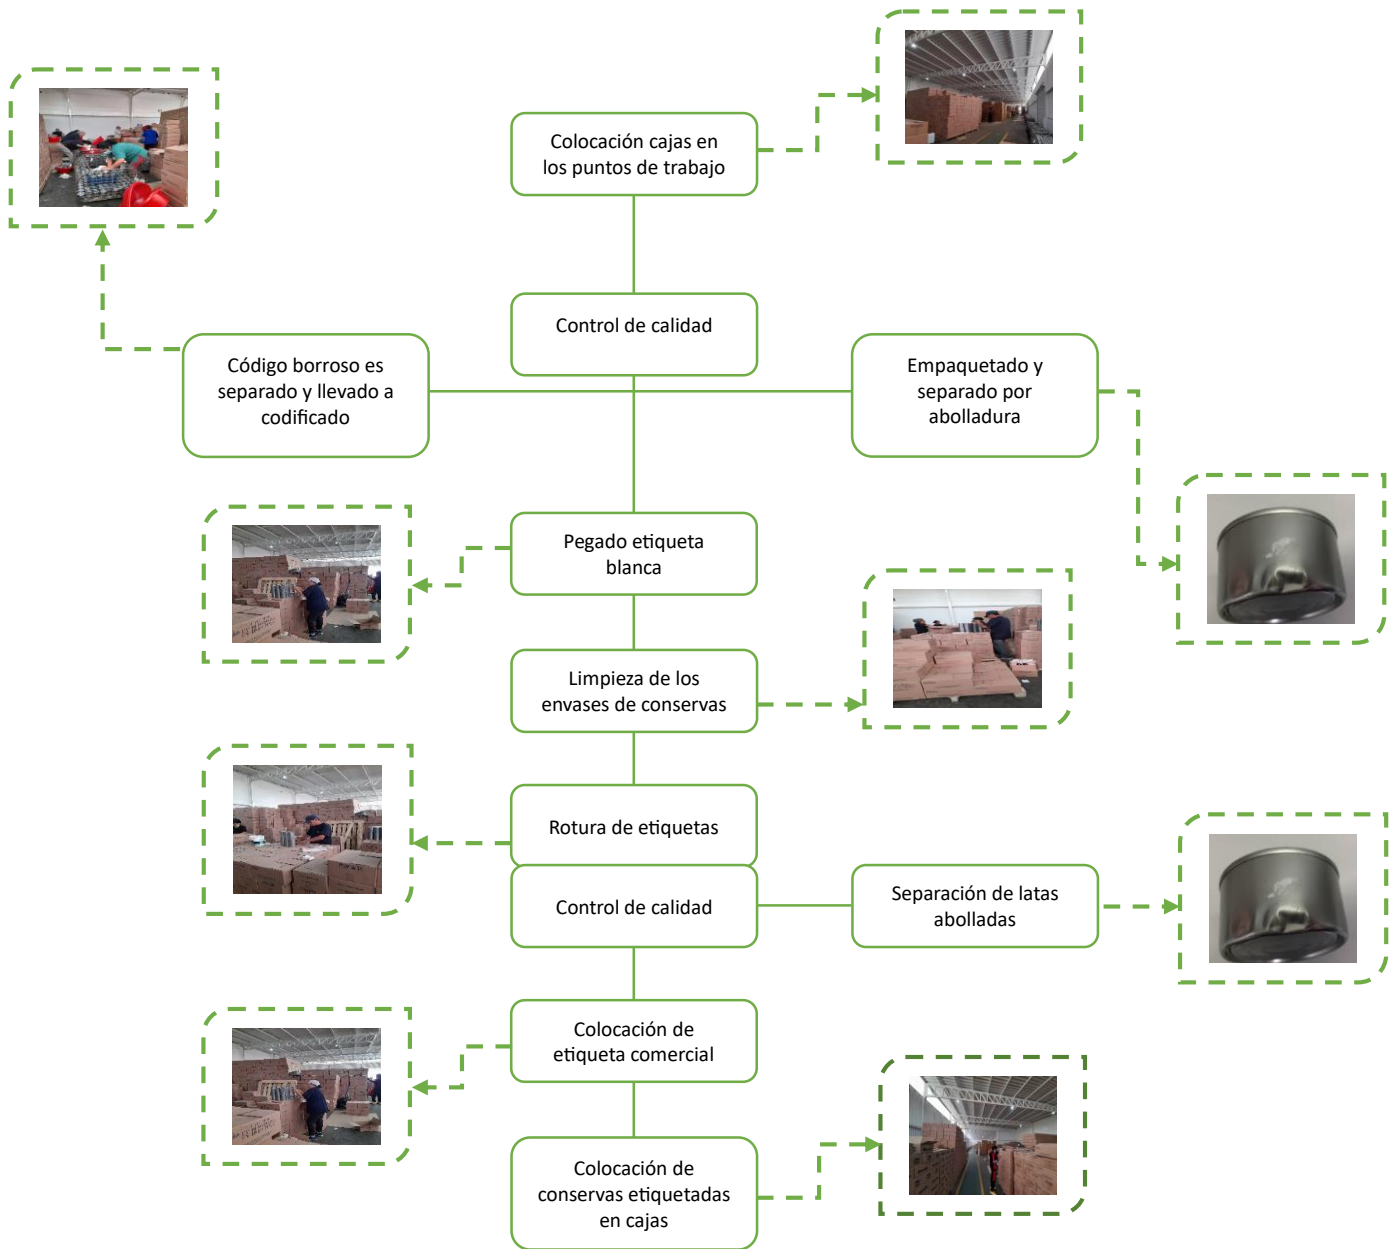 Colocación cajas en
los puntos de trabajo
Control de calidad
Código borroso es
separado y llevado a
codificado
Empaquetado y
separado por
abolladura
Pegado etiqueta
blanca
Limpieza de los
envases de conservas
Rotura de etiquetas
Control de calidad
Separación de latas
abolladas
Colocación de
etiqueta comercial
Colocación de
conservas etiquetadas
en cajas